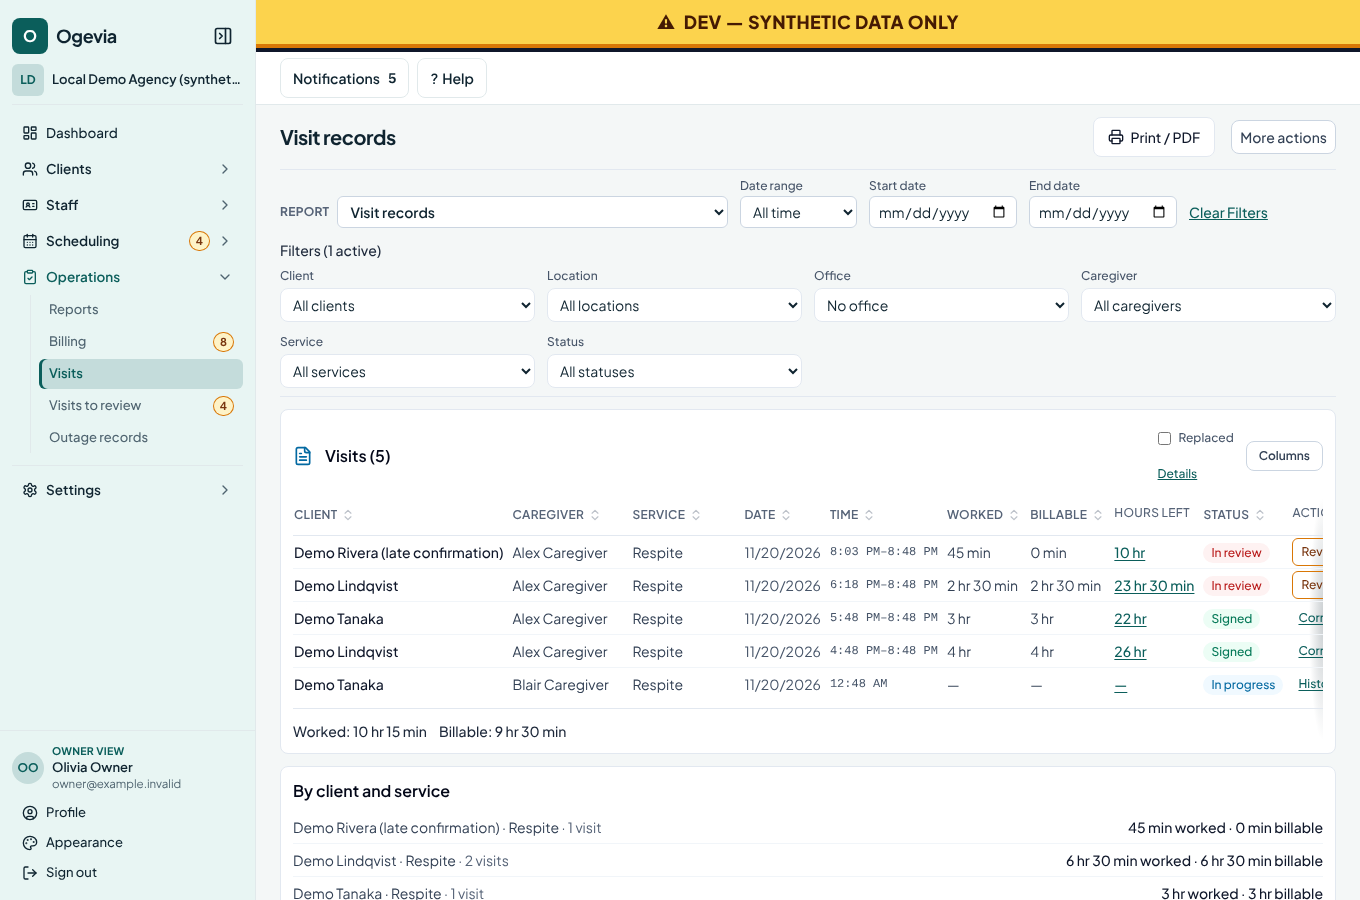 O Ogevia
LD Local Demo Agency (synthet...
Dashboard
Clients
Staff
Scheduling 4
Operations
Reports
Billing 8
Visits
Visits to review 4
Outage records
Settings
OWNER VIEW
OO Olivia Owner
owner@example.invalid
Profile
Appearance
Sign out
DEV — SYNTHETIC DATA ONLY
Notifications 5 ? Help
Visit records Print / PDF More actions
Date range Start date End date
REPORT Visit records All time mm/dd/yyyy mm/dd/yyyy Clear Filters
Filters (1 active)
Client Location Office Caregiver
All clients All locations No office All caregivers
Service Status
All services All statuses
Visits (5) Replaced Columns
Details
CLIENT CAREGIVER SERVICE DATE TIME WORKED BILLABLE HOURS LEFT STATUS
Demo Rivera (late confirmation) Alex Caregiver Respite 11/20/2026 8:03 PM–8:48 PM 45 min 0 min 10 hr In review Rev
Demo Lindqvist Alex Caregiver Respite 11/20/2026 6:18 PM–8:48 PM 2 hr 30 min 2 hr 30 min 23 hr 30 min In review Rev
Demo Tanaka Alex Caregiver Respite 11/20/2026 5:48 PM–8:48 PM 3 hr 3 hr 22 hr Signed
Demo Lindqvist Alex Caregiver Respite 11/20/2026 4:48 PM–8:48 PM 4 hr 4 hr 26 hr Signed
Demo Tanaka Blair Caregiver Respite 11/20/2026 12:48 AM — — — In progress
Worked: 10 hr 15 min Billable: 9 hr 30 min
By client and service
Demo Rivera (late confirmation) · Respite · 1 visit 45 min worked · 0 min billable
Demo Lindqvist · Respite · 2 visits 6 hr 30 min worked · 6 hr 30 min billable
Demo Tanaka · Respite · 1 visit 3 hr worked · 3 hr billable